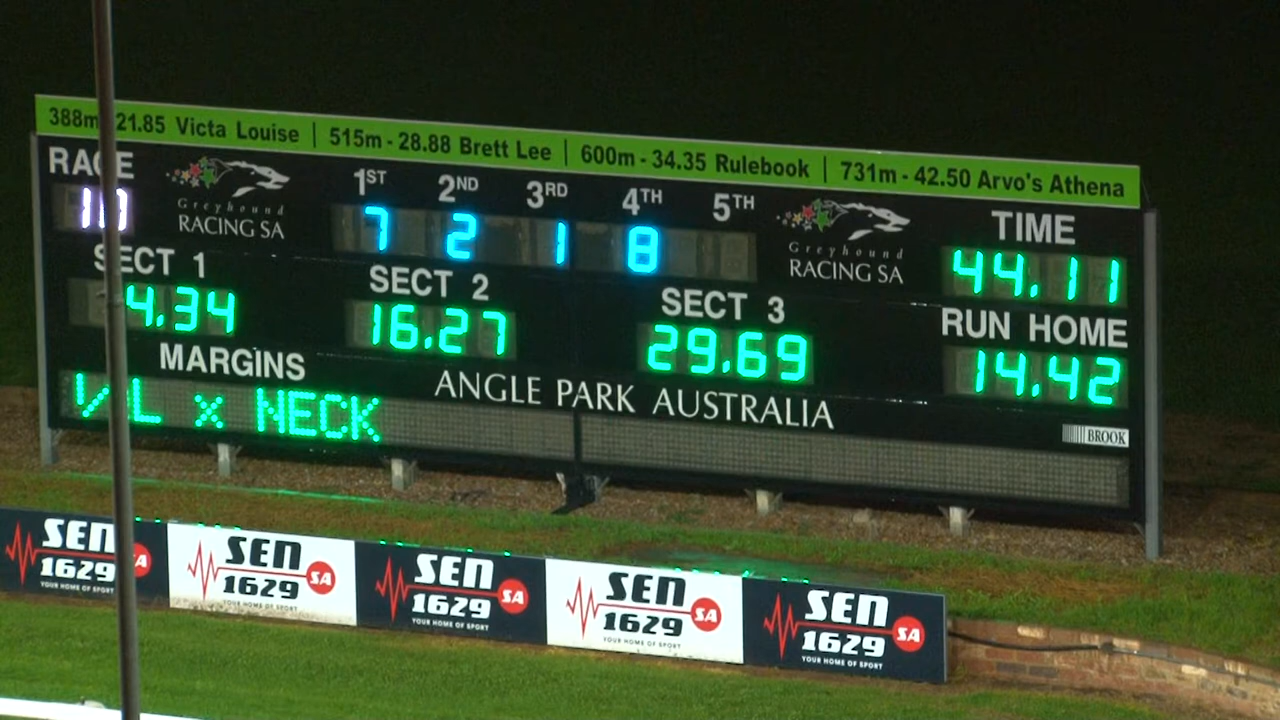 388m 21.85 Victa Louise | 515m - 28.88 Brett Lee | 600m - 34.35 Rulebook | 731m - 42.50 Arvo's Athena
RACE
10
Greyhound
RACING SA
1ST 2ND 3RD 4TH 5TH
7 2 1 8
Greyhound
RACING SA
TIME
44.11
SECT 1
4.34
SECT 2
16.27
SECT 3
29.69
RUN HOME
14.42
MARGINS
L x NECK
ANGLE PARK AUSTRALIA
BROOK
SEN
1629
SA
YOUR HOME OF SPORT
SEN
1629
SA
YOUR HOME OF SPORT
SEN
1629
SA
YOUR HOME OF SPORT
SEN
1629
SA
YOUR HOME OF SPORT
SEN
1629
SA
YOUR HOME OF SPORT